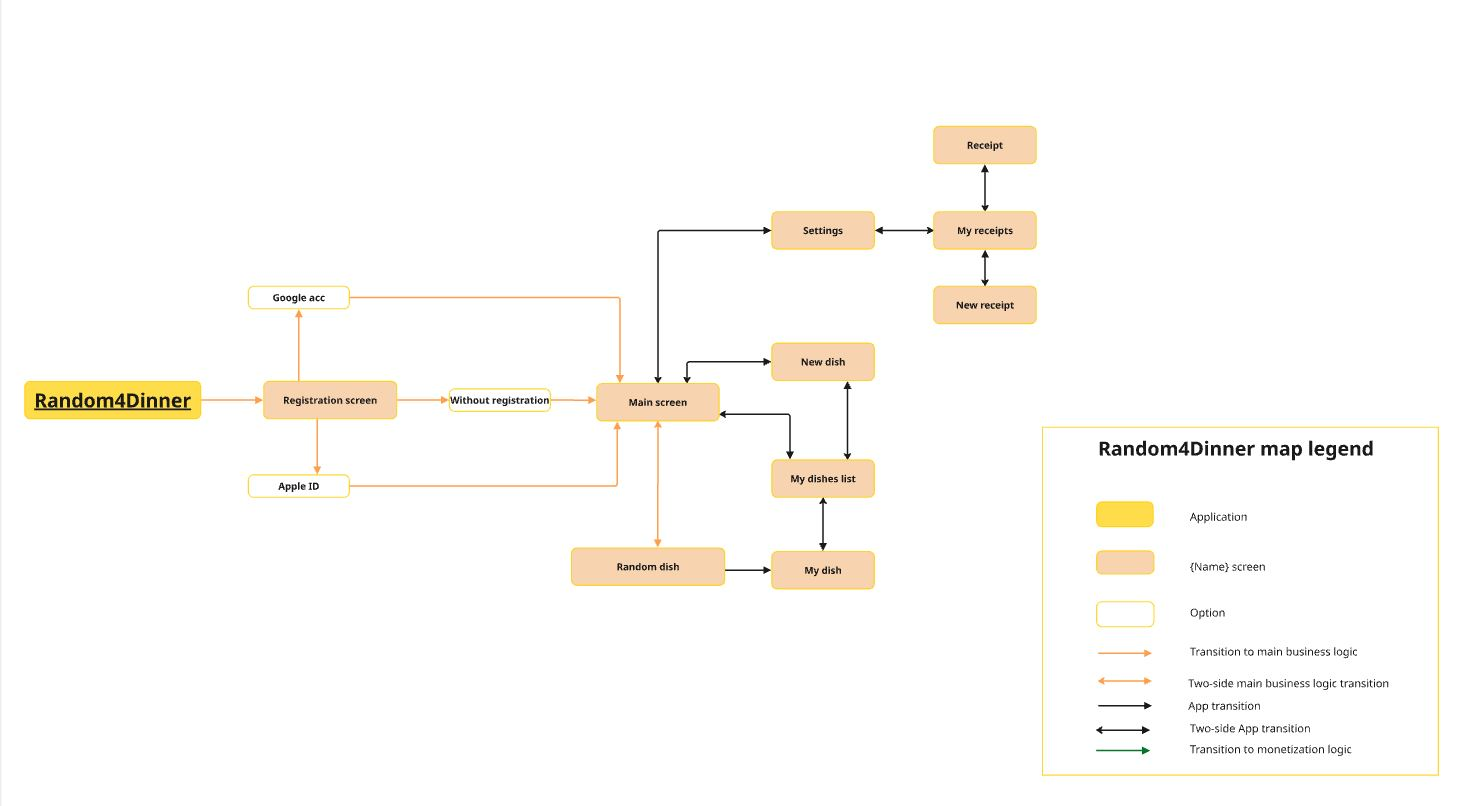 Receipt
Settings
My receipts
New receipt
Google acc
New dish
Random4Dinner
Registration screen
Without registration
Main screen
My dishes list
Apple ID
Random dish
My dish
Random4Dinner map legend
Application
{Name} screen
Option
Transition to main business logic
Two-side main business logic transition
App transition
Two-side App transition
Transition to monetization logic